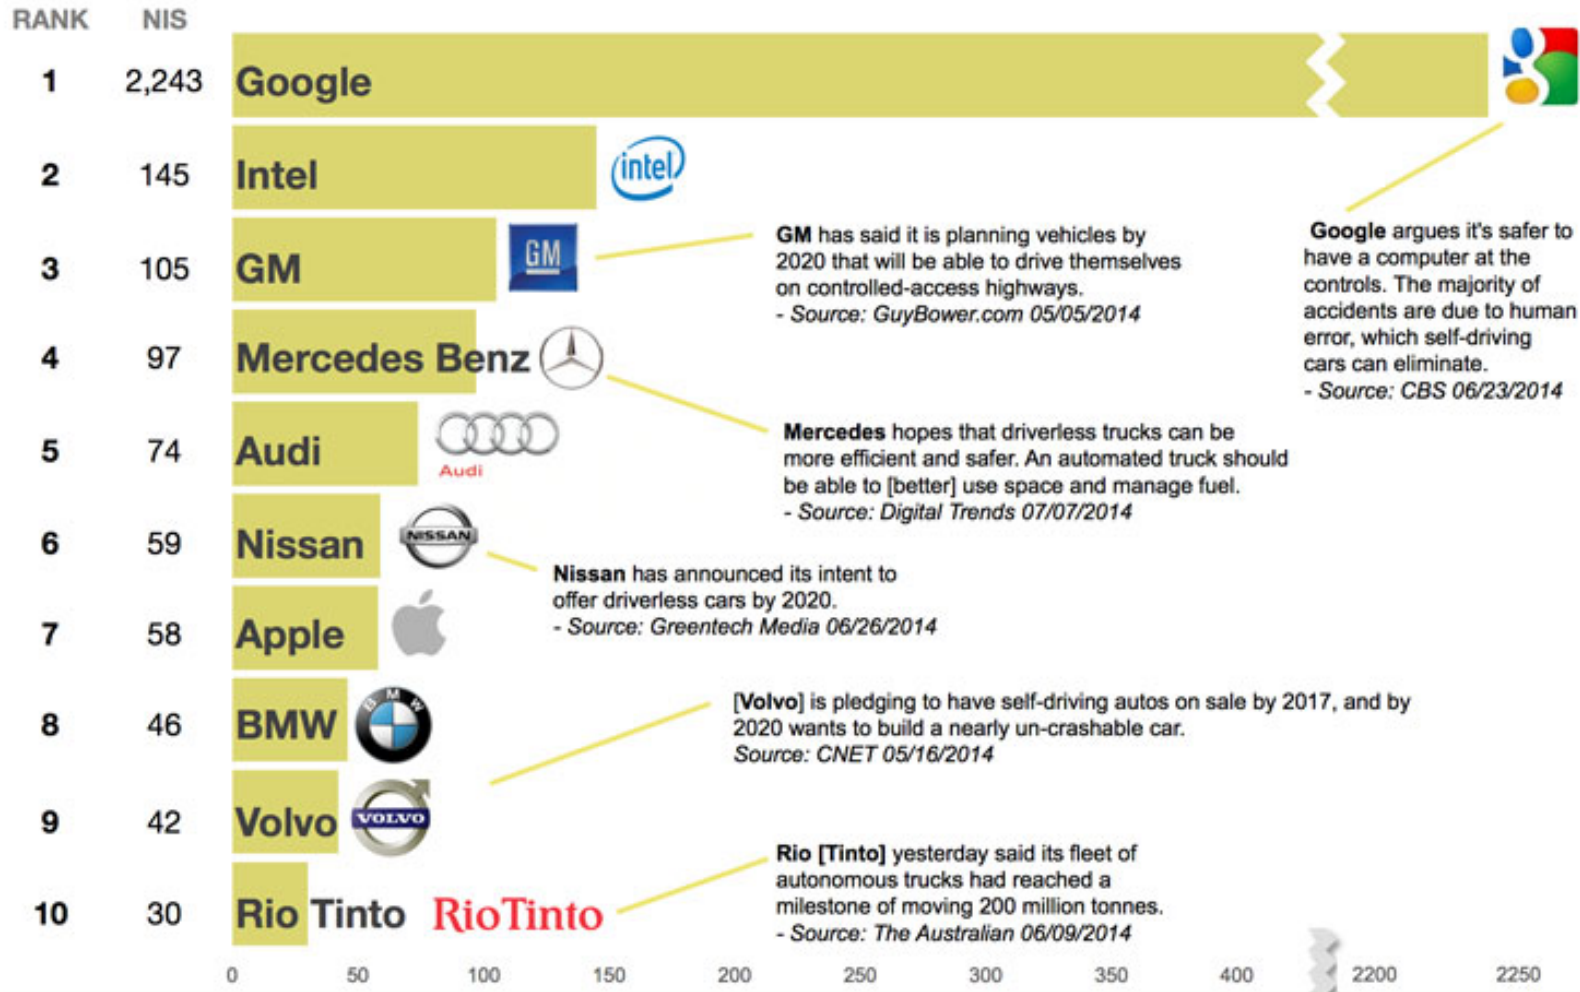 RANK NIS
1 2,243 Google
2 145 Intel
intel
3 105 GM
GM
GM has said it is planning vehicles by
2020 that will be able to drive themselves
on controlled-access highways.
- Source: GuyBower.com 05/05/2014
Google argues it's safer to
have a computer at the
controls. The majority of
accidents are due to human
error, which self-driving
cars can eliminate.
- Source: CBS 06/23/2014
4 97 Mercedes Benz
Mercedes hopes that driverless trucks can be
more efficient and safer. An automated truck should
be able to [better] use space and manage fuel.
- Source: Digital Trends 07/07/2014
5 74 Audi
Audi
6 59 Nissan
NISSAN
Nissan has announced its intent to
offer driverless cars by 2020.
- Source: Greentech Media 06/26/2014
7 58 Apple
8 46 BMW
BMW
[Volvo] is pledging to have self-driving autos on sale by 2017, and by
2020 wants to build a nearly un-crashable car.
Source: CNET 05/16/2014
9 42 Volvo
VOLVO
10 30 Rio Tinto
RioTinto
Rio [Tinto] yesterday said its fleet of
autonomous trucks had reached a
milestone of moving 200 million tonnes.
- Source: The Australian 06/09/2014
0 50 100 150 200 250 300 350 400 2200 2250